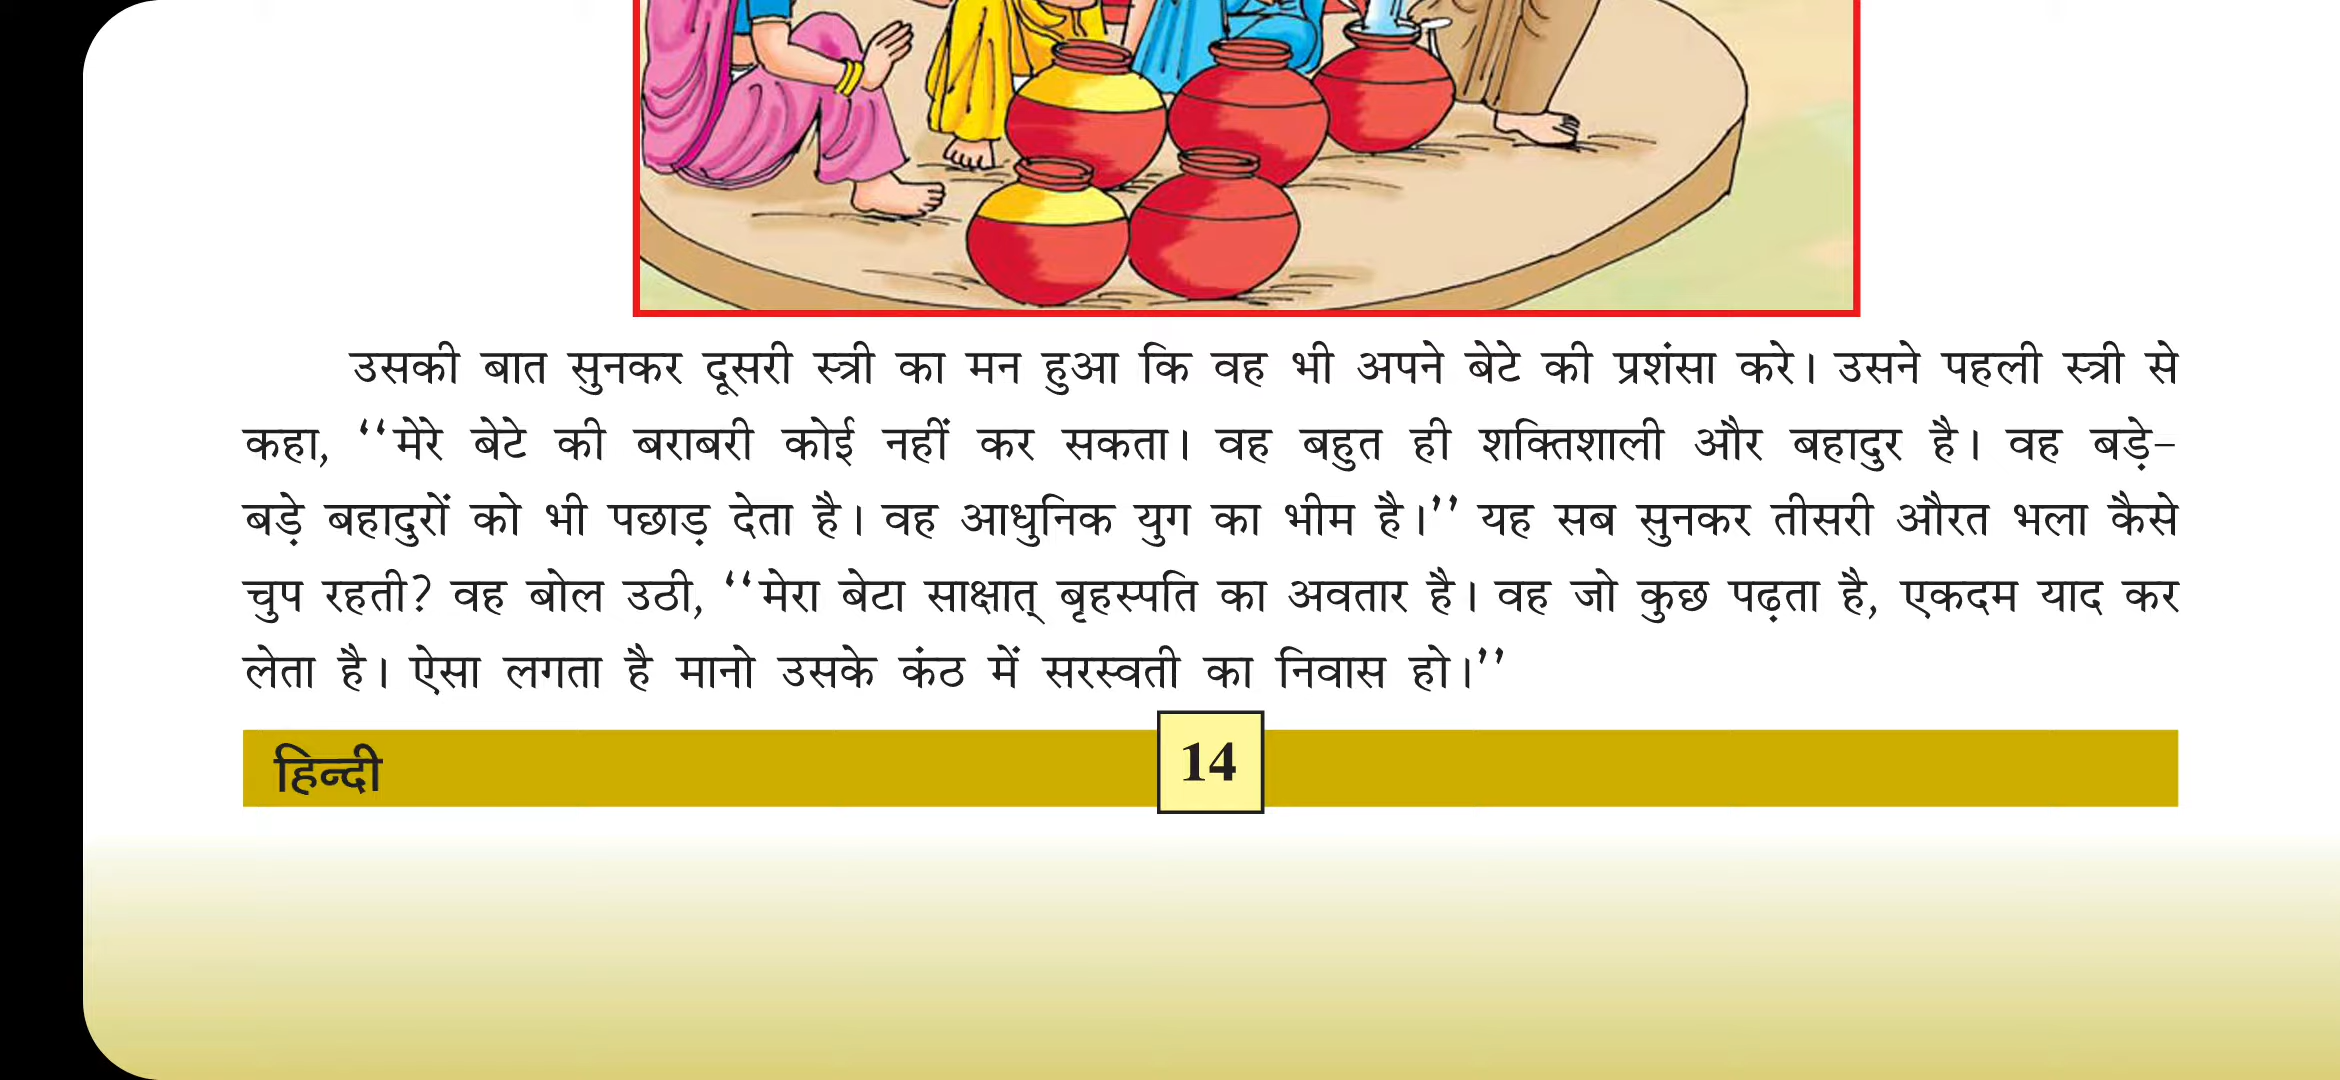 उसकी बात सुनकर दूसरी स्त्री का मन हुआ कि वह भी अपने बेटे की प्रशंसा करे। उसने पहली स्त्री से
कहा, ‘‘मेरे बेटे की बराबरी कोई नहीं कर सकता। वह बहुत ही शक्तिशाली और बहादुर है। वह बड़े-
बड़े बहादुरों को भी पछाड़ देता है। वह आधुनिक युग का भीम है।’’ यह सब सुनकर तीसरी औरत भला कैसे
चुप रहती? वह बोल उठी, ‘‘मेरा बेटा साक्षात् बृहस्पति का अवतार है। वह जो कुछ पढ़ता है, एकदम याद कर
लेता है। ऐसा लगता है मानो उसके कंठ में सरस्वती का निवास हो।’’
हिन्दी
14